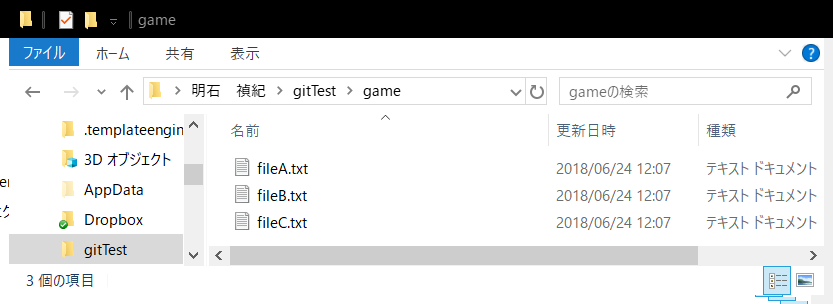 game
ファイル ホーム 共有 表示
明石 禎紀 gitTest game gameの検索
名前 更新日時 種類
.templateengin
3D オブジェクト
AppData
Dropbox
gitTest
fileA.txt 2018/06/24 12:07 テキスト ドキュメント
fileB.txt 2018/06/24 12:07 テキスト ドキュメント
fileC.txt 2018/06/24 12:07 テキスト ドキュメント
3 個の項目